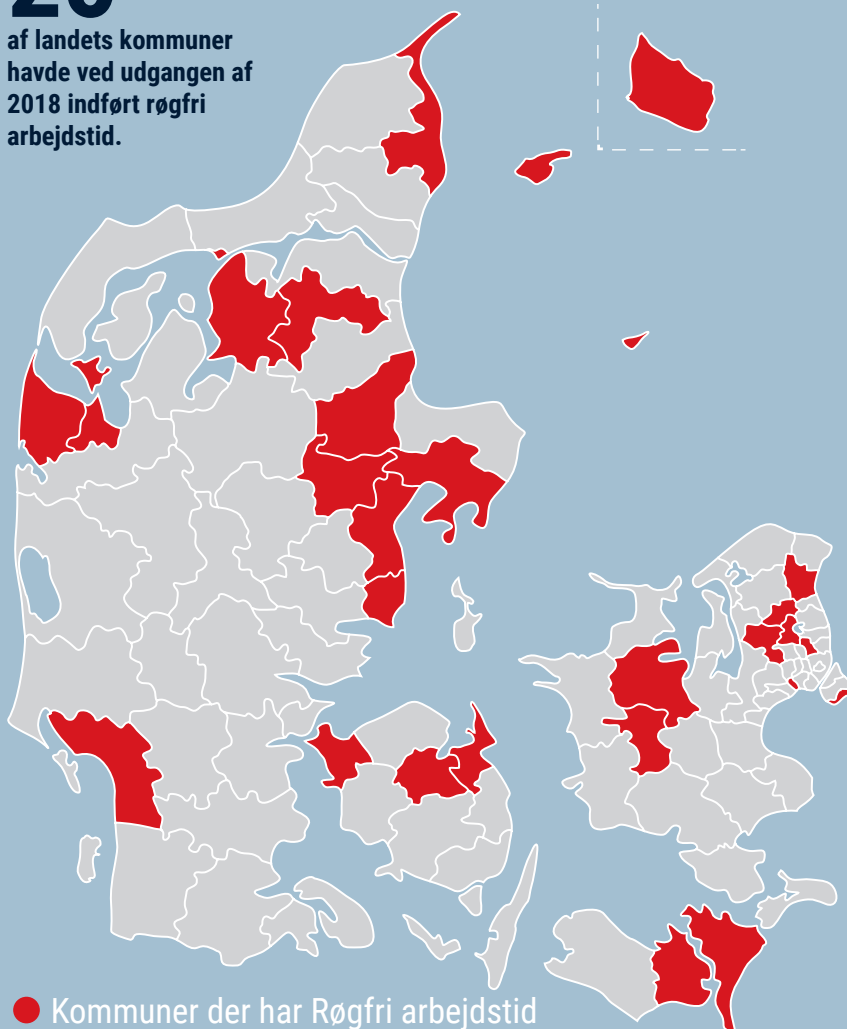 af landets kommuner
havde ved udgangen af
2018 indført røgfri
arbejdstid.
Kommuner der har Røgfri arbejdstid